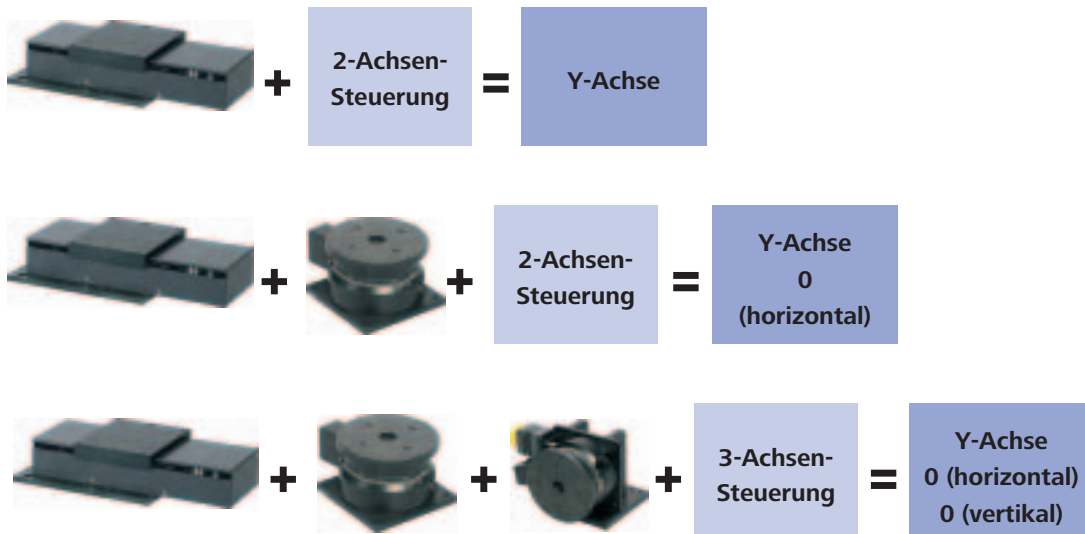 +
2-Achsen-
Steuerung
=
Y-Achse
+
+
2-Achsen-
Steuerung
=
Y-Achse
0
(horizontal)
+
+
+
3-Achsen-
Steuerung
=
Y-Achse
0 (horizontal)
0 (vertikal)